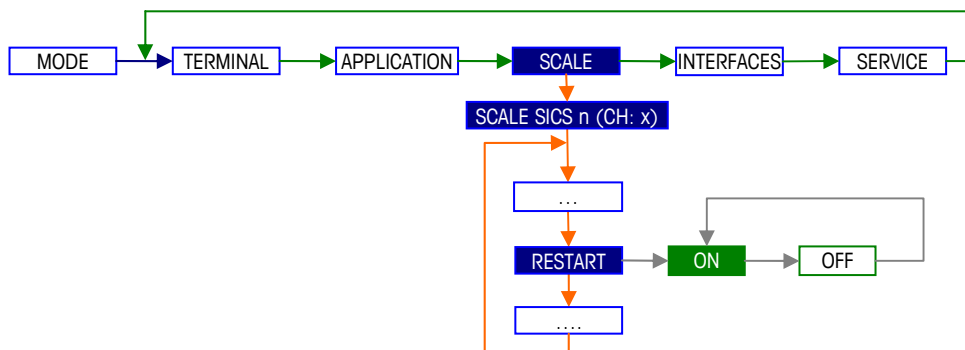 MODE TERMINAL APPLICATION SCALE INTERFACES SERVICE
SCALE SICS n (CH: x)
...
RESTART ON OFF
....